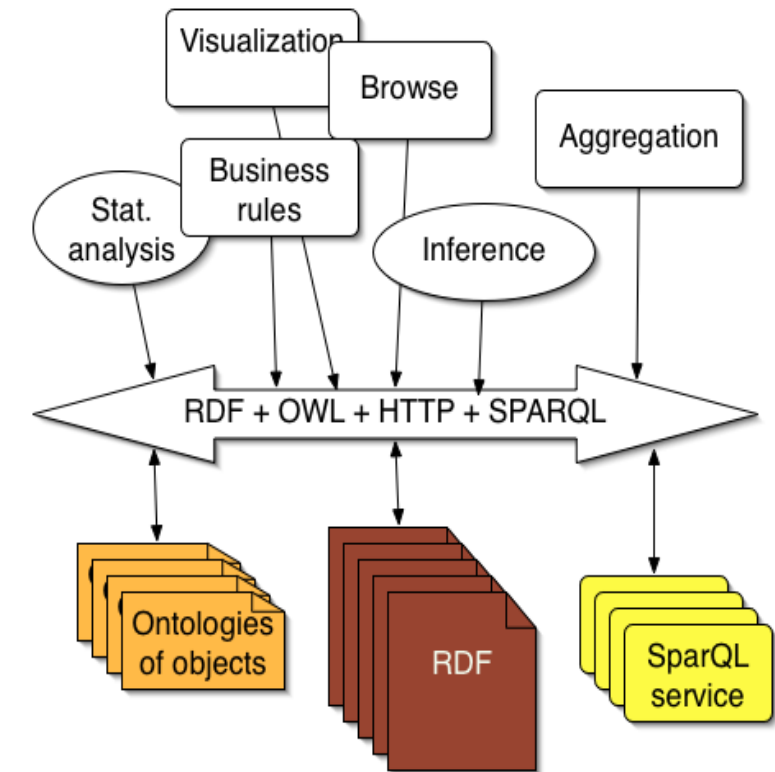 Visualization
Browse
Aggregation
Business
rules
Stat.
analysis
Inference
RDF + OWL + HTTP + SPARQL
Ontologies
of objects
RDF
SparQL
service